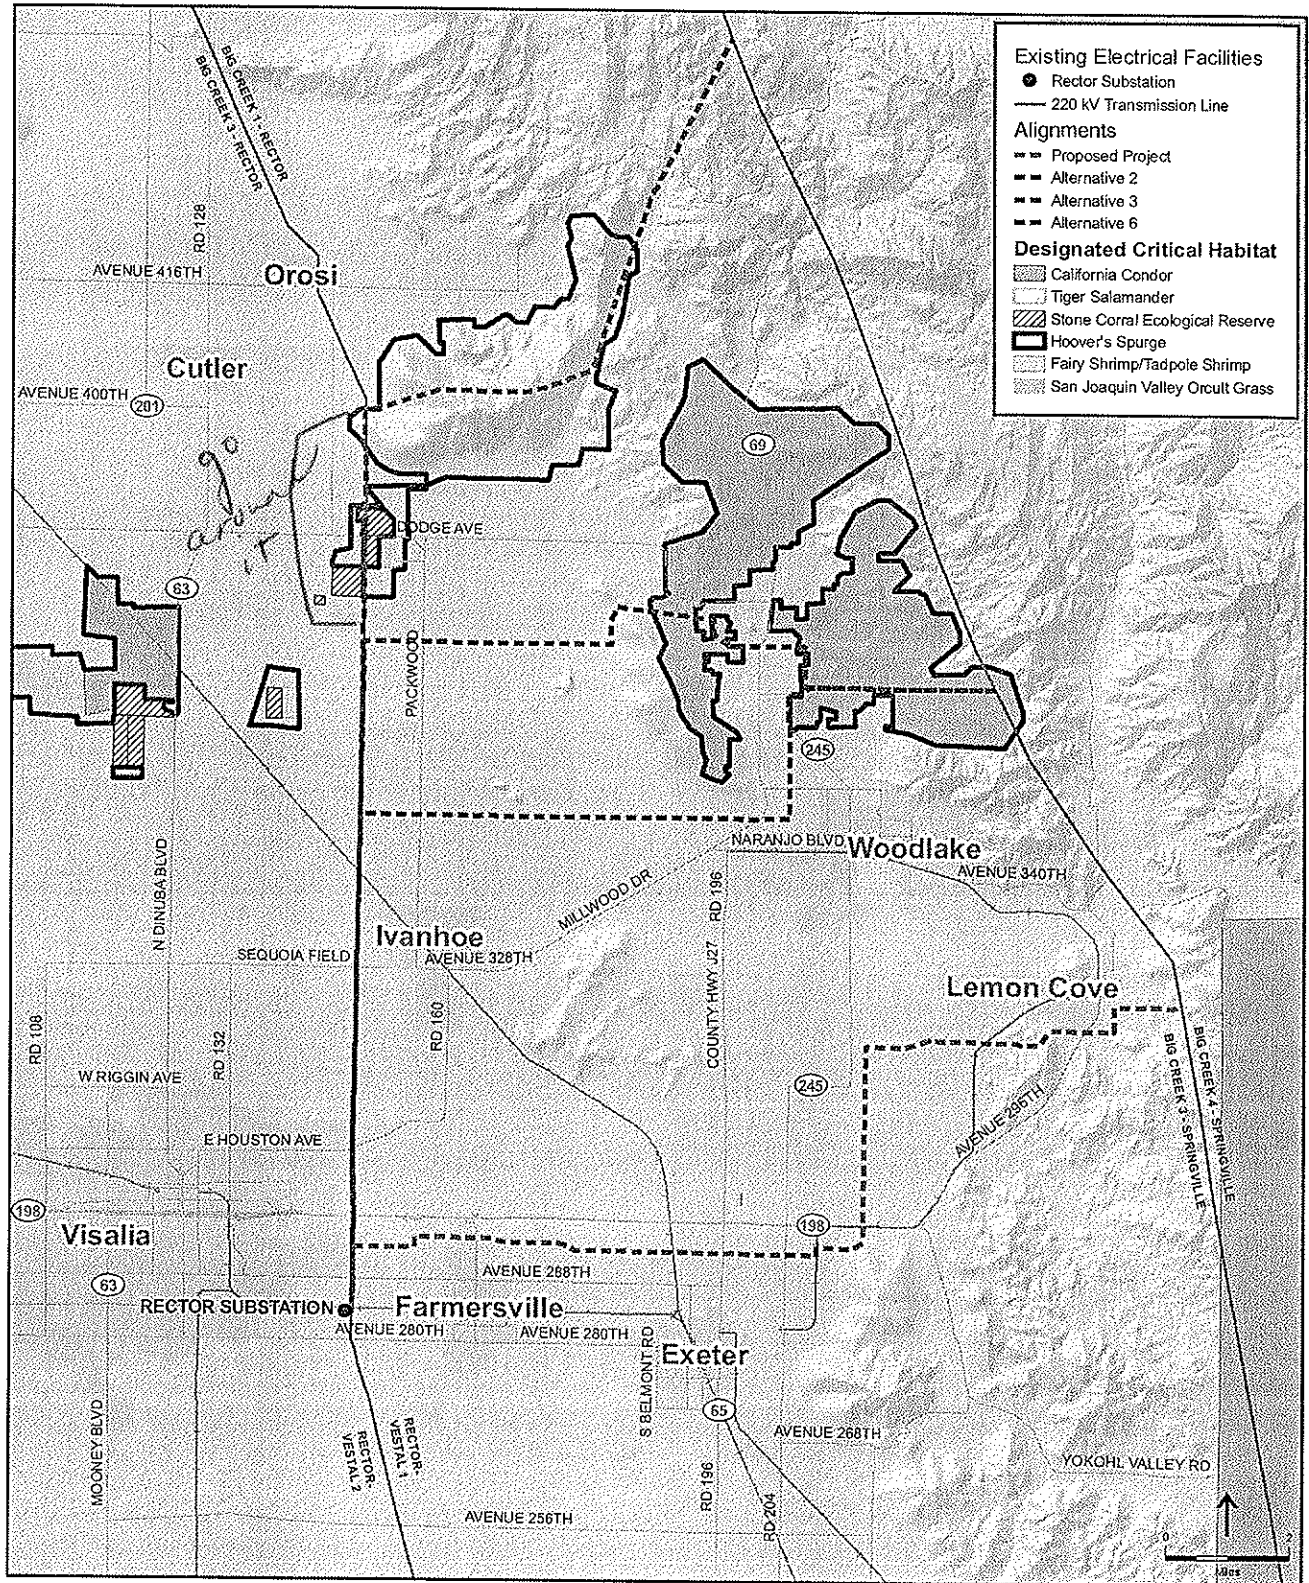 Existing Electrical Facilities
Rector Substation
220 kV Transmission Line
Alignments
Proposed Project
Alternative 2
Alternative 3
Alternative 6
Designated Critical Habitat
California Condor
Tiger Salamander
Stone Corral Ecological Reserve
Hoover's Spurge
Fairy Shrimp/Tadpole Shrimp
San Joaquin Valley Orcutt Grass
BIG CREEK 1 - RECTOR
BIG CREEK 3 - RECTOR
RD 128
AVENUE 416TH
Orosi
Cutler
AVENUE 400TH
201
69
go
around
it
DODGE AVE
63
PACKWOOD
245
N DINUBA BLVD
NARANJO BLVD
Woodlake
AVENUE 340TH
MILLWOOD DR
RD 196
Ivanhoe
SEQUOIA FIELD
AVENUE 328TH
COUNTY HWY J27
Lemon Cove
RD 108
RD 132
RD 160
W RIGGIN AVE
245
BIG CREEK 4 - SPRINGVILLE
BIG CREEK 3 - SPRINGVILLE
AVENUE 296TH
E HOUSTON AVE
198
Visalia
198
63
AVENUE 288TH
RECTOR SUBSTATION
Farmersville
AVENUE 280TH
AVENUE 280TH
S BELMONT RD
Exeter
65
MOONEY BLVD
RECTOR-
VESTAL 1
RECTOR-
VESTAL 2
AVENUE 268TH
YOKOHL VALLEY RD
RD 196
RD 204
AVENUE 256TH
0
2
Miles